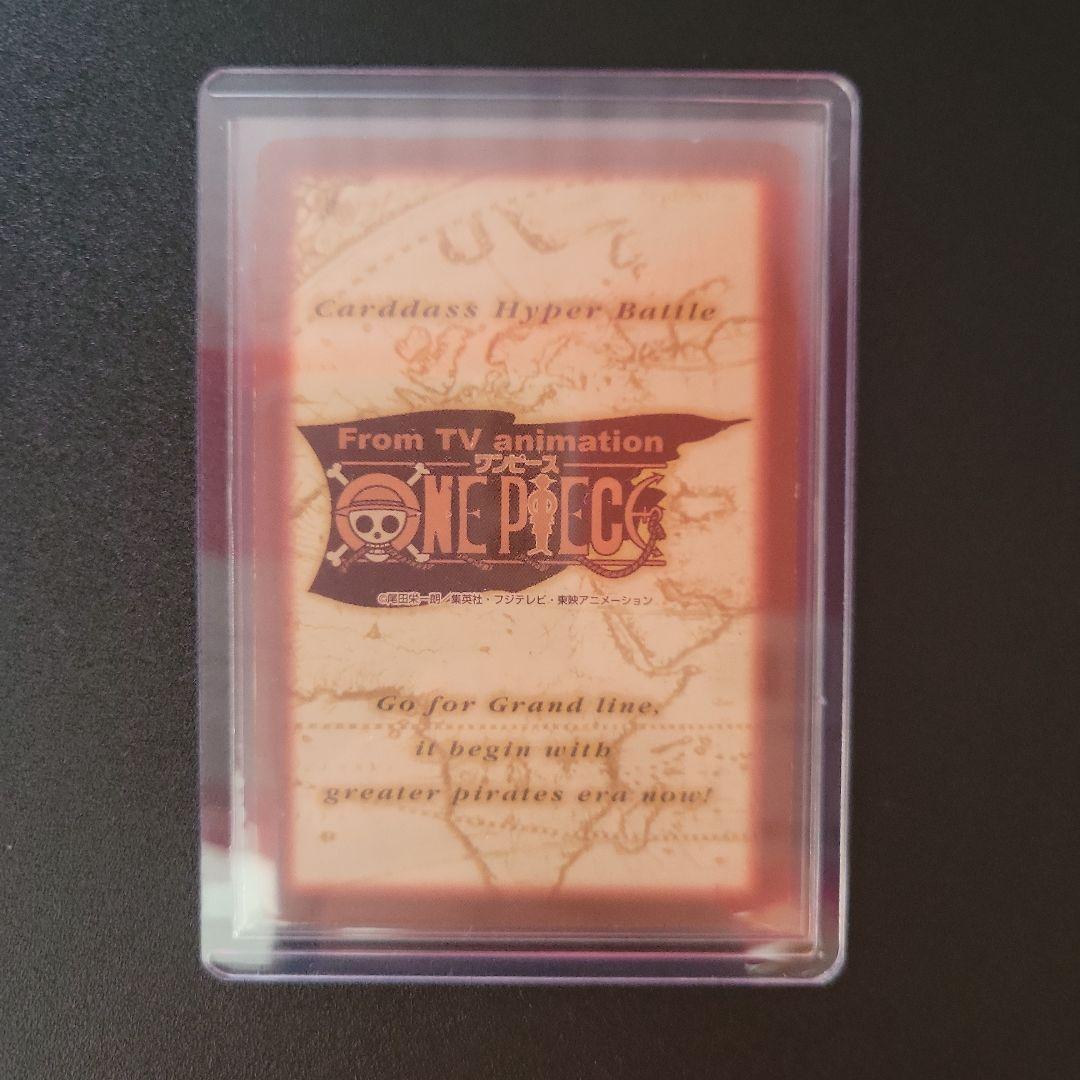 Carddass Hyper Battle
From TV animation
ワンピース
ONE PIECE
©尾田栄一郎/集英社・フジテレビ・東映アニメーション
Go for Grand line,
it begin with
greater pirates era now!